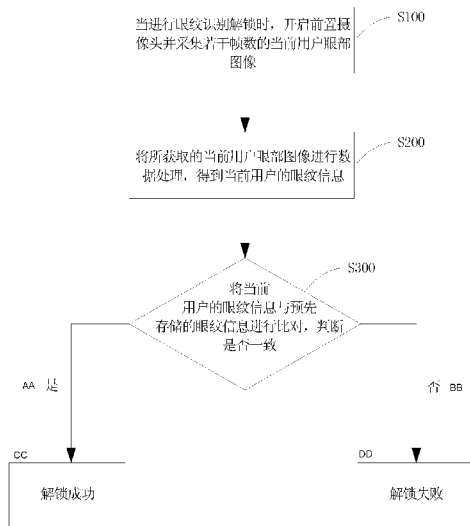 当进行眼纹识别解锁时，开启前置摄
像头并采集若干帧数的当前用户眼部
图像
S100
将所获取的当前用户眼部图像进行数
据处理，得到当前用户的眼纹信息
S200
S300
将当前
用户的眼纹信息与预先
存储的眼纹信息进行比对，判断
是否一致
AA 是
否 BB
CC
解锁成功
DD
解锁失败